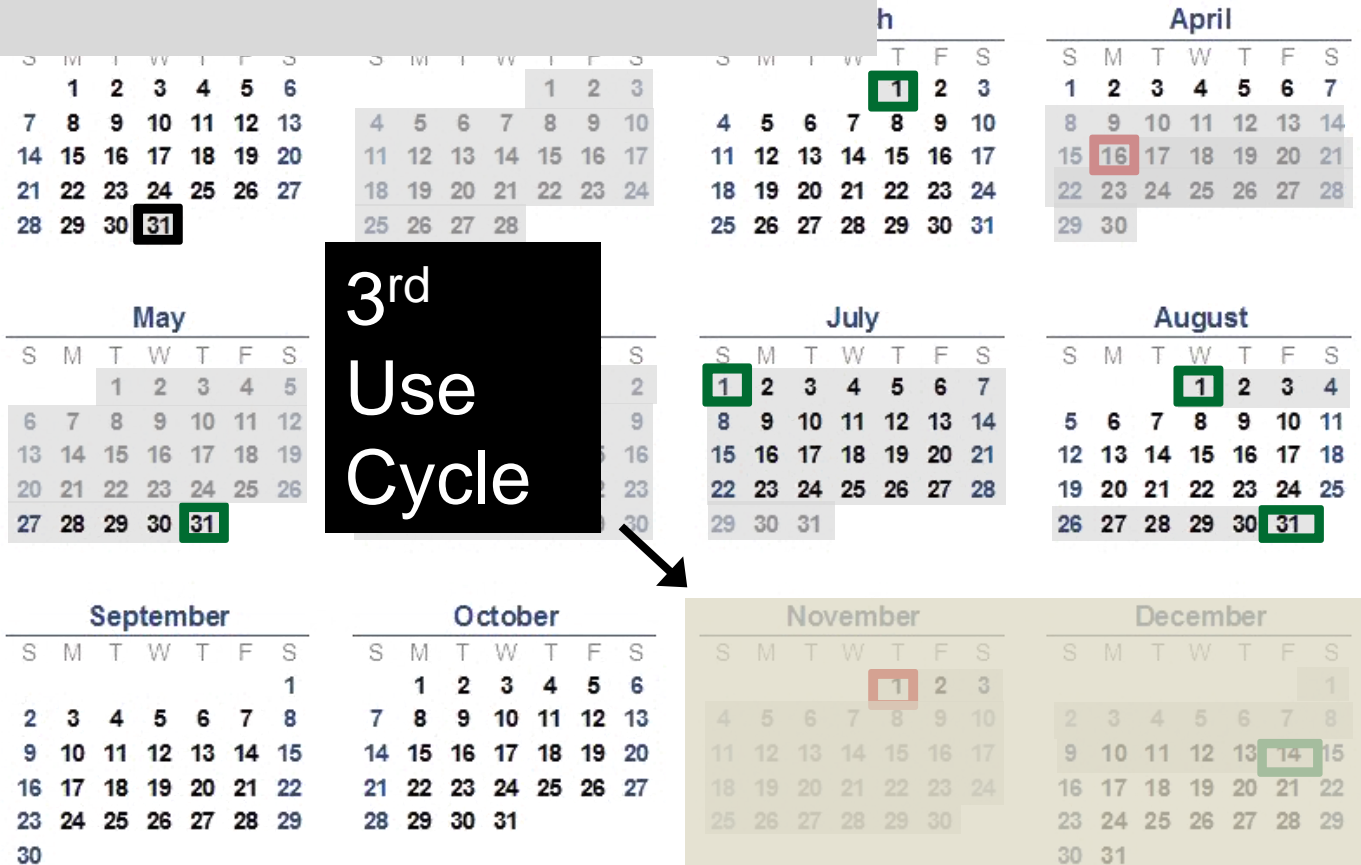 S M T W T F S
1 2 3 4 5 6
7 8 9 10 11 12 13
14 15 16 17 18 19 20
21 22 23 24 25 26 27
28 29 30 31
S M T W T F S
1 2 3
4 5 6 7 8 9 10
11 12 13 14 15 16 17
18 19 20 21 22 23 24
25 26 27 28
h
S M T W T F S
1 2 3
4 5 6 7 8 9 10
11 12 13 14 15 16 17
18 19 20 21 22 23 24
25 26 27 28 29 30 31
April
S M T W T F S
1 2 3 4 5 6 7
8 9 10 11 12 13 14
15 16 17 18 19 20 21
22 23 24 25 26 27 28
29 30
May
S M T W T F S
1 2 3 4 5
6 7 8 9 10 11 12
13 14 15 16 17 18 19
20 21 22 23 24 25 26
27 28 29 30 31
3rd
Use
Cycle
S
2
9
16
23
30
July
S M T W T F S
1 2 3 4 5 6 7
8 9 10 11 12 13 14
15 16 17 18 19 20 21
22 23 24 25 26 27 28
29 30 31
August
S M T W T F S
1 2 3 4
5 6 7 8 9 10 11
12 13 14 15 16 17 18
19 20 21 22 23 24 25
26 27 28 29 30 31
September
S M T W T F S
1
2 3 4 5 6 7 8
9 10 11 12 13 14 15
16 17 18 19 20 21 22
23 24 25 26 27 28 29
30
October
S M T W T F S
1 2 3 4 5 6
7 8 9 10 11 12 13
14 15 16 17 18 19 20
21 22 23 24 25 26 27
28 29 30 31
November
S M T W T F S
1 2 3
4 5 6 7 8 9 10
11 12 13 14 15 16 17
18 19 20 21 22 23 24
25 26 27 28 29 30
December
S M T W T F S
1
2 3 4 5 6 7 8
9 10 11 12 13 14 15
16 17 18 19 20 21 22
23 24 25 26 27 28 29
30 31